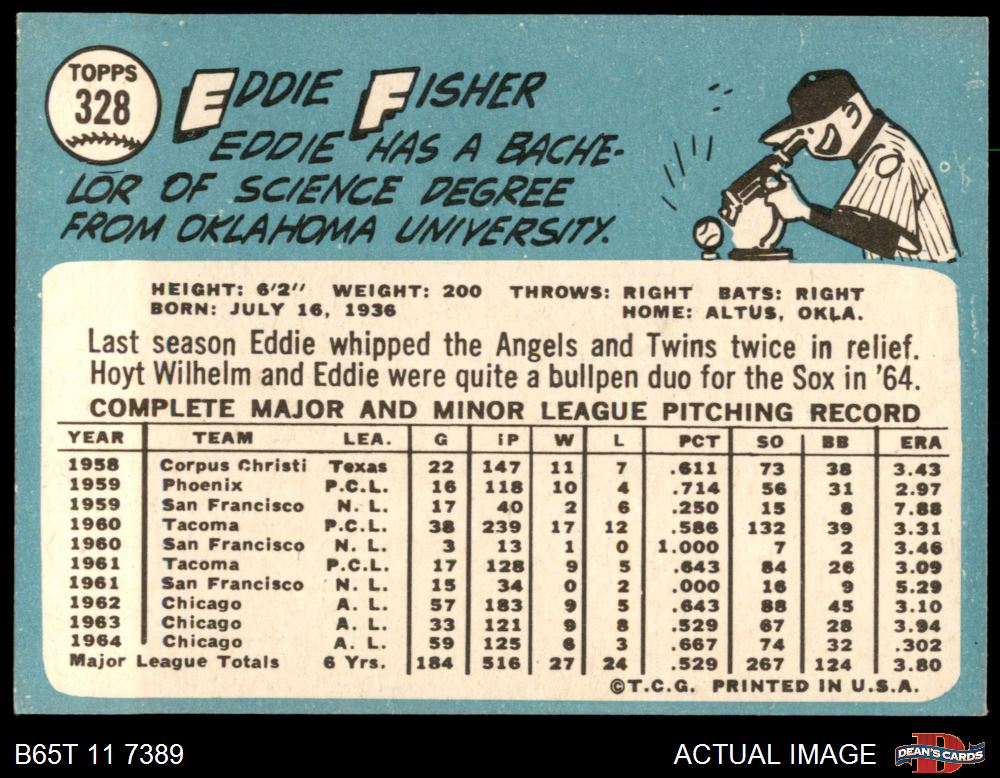 TOPPS
328
EDDIE FISHER
EDDIE HAS A BACHE-
LOR OF SCIENCE DEGREE
FROM OKLAHOMA UNIVERSITY.
HEIGHT: 6'2" WEIGHT: 200 THROWS: RIGHT BATS: RIGHT
BORN: JULY 16, 1936 HOME: ALTUS, OKLA.
Last season Eddie whipped the Angels and Twins twice in relief.
Hoyt Wilhelm and Eddie were quite a bullpen duo for the Sox in '64.
COMPLETE MAJOR AND MINOR LEAGUE PITCHING RECORD
YEAR TEAM LEA. G IP W L PCT SO BB ERA
1958 Corpus Christi Texas 22 147 11 7 .611 73 38 3.43
1959 Phoenix P.C.L. 16 118 10 4 .714 56 31 2.97
1959 San Francisco N. L. 17 40 2 6 .250 15 8 7.88
1960 Tacoma P.C.L. 38 239 17 12 .586 132 39 3.31
1960 San Francisco N. L. 3 13 1 0 1.000 7 2 3.46
1961 Tacoma P.C.L. 17 128 9 5 .643 84 26 3.09
1961 San Francisco N. L. 15 34 0 2 .000 16 9 5.29
1962 Chicago A. L. 57 183 9 5 .643 88 45 3.10
1963 Chicago A. L. 33 121 9 8 .529 67 28 3.94
1964 Chicago A. L. 59 125 6 3 .667 74 32 .302
Major League Totals 6 Yrs. 184 516 27 24 .529 267 124 3.80
©T.C.G. PRINTED IN U.S.A.
B65T 11 7389 ACTUAL IMAGE DEAN'S CARDS